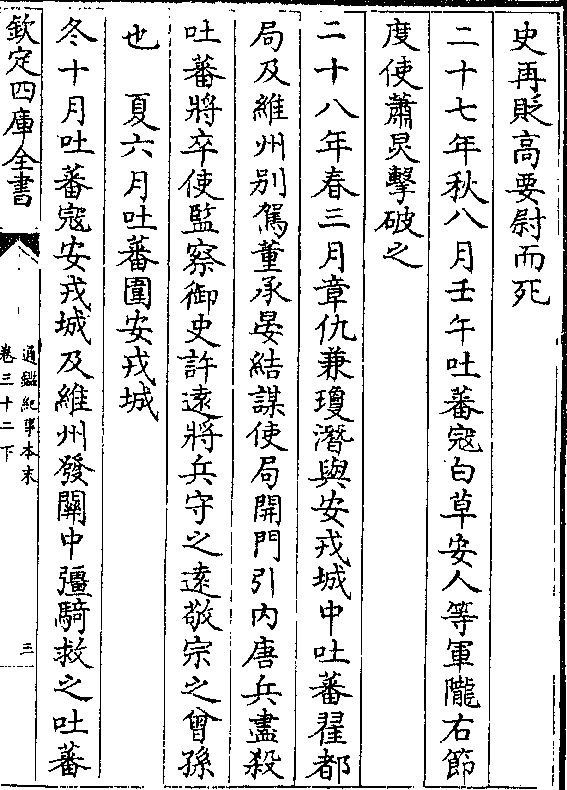 史再貶高要尉而死
二十七年秋八月壬午吐蕃寇白草安人等軍隴右節
度使蕭炅擊破之
二十八年春三月章仇兼瓊潛與安戎城中吐蕃翟都
局及維州别駕董承晏結謀使局開門引内唐兵盡殺
吐蕃將卒使監察御史許逺將兵守之逺敬宗之曾孫
也　夏六月吐蕃圍安戎城
冬十月吐蕃寇安戎城及維州發關中彍騎救之吐蕃
欽定四庫全書
通鑑紀事本末
卷三十二下
三